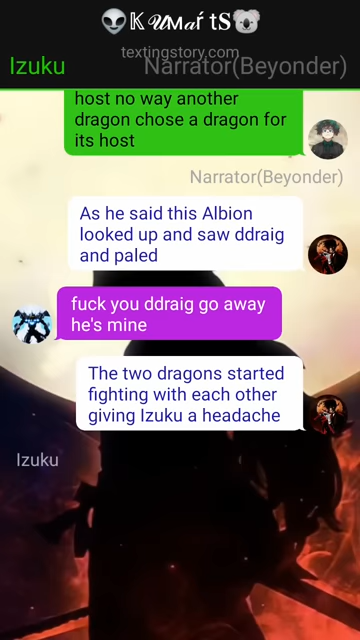 👽𝕂 𝓤ᴍᴀŕ tS🐨
textingstory.com
Izuku
Narrator(Beyonder)
host no way another
dragon chose a dragon for
its host
Narrator(Beyonder)
As he said this Albion
looked up and saw ddraig
and paled
fuck you ddraig go away
he's mine
The two dragons started
fighting with each other
giving Izuku a headache
Izuku